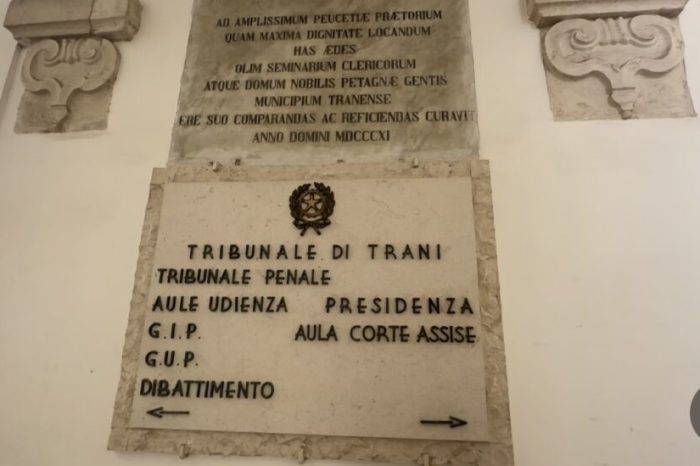 AD AMPLISSIMUM PEUCETIÆ PRÆTORIUM
QUAM MAXIMA DIGNITATE LOCANDUM
HAS ÆDES
OLIM SEMINARIUM CLERICORUM
ATQUE DOMUM NOBILIS PETAGNÆ GENTIS
MUNICIPIUM TRANENSE
ERE SUO COMPARANDAS AC REFICIENDAS CURAVIT
ANNO DOMINI MDCCCXI
TRIBUNALE DI TRANI
TRIBUNALE PENALE
AULE UDIENZA PRESIDENZA
G.I.P. AULA CORTE ASSISE
G.U.P.
DIBATTIMENTO